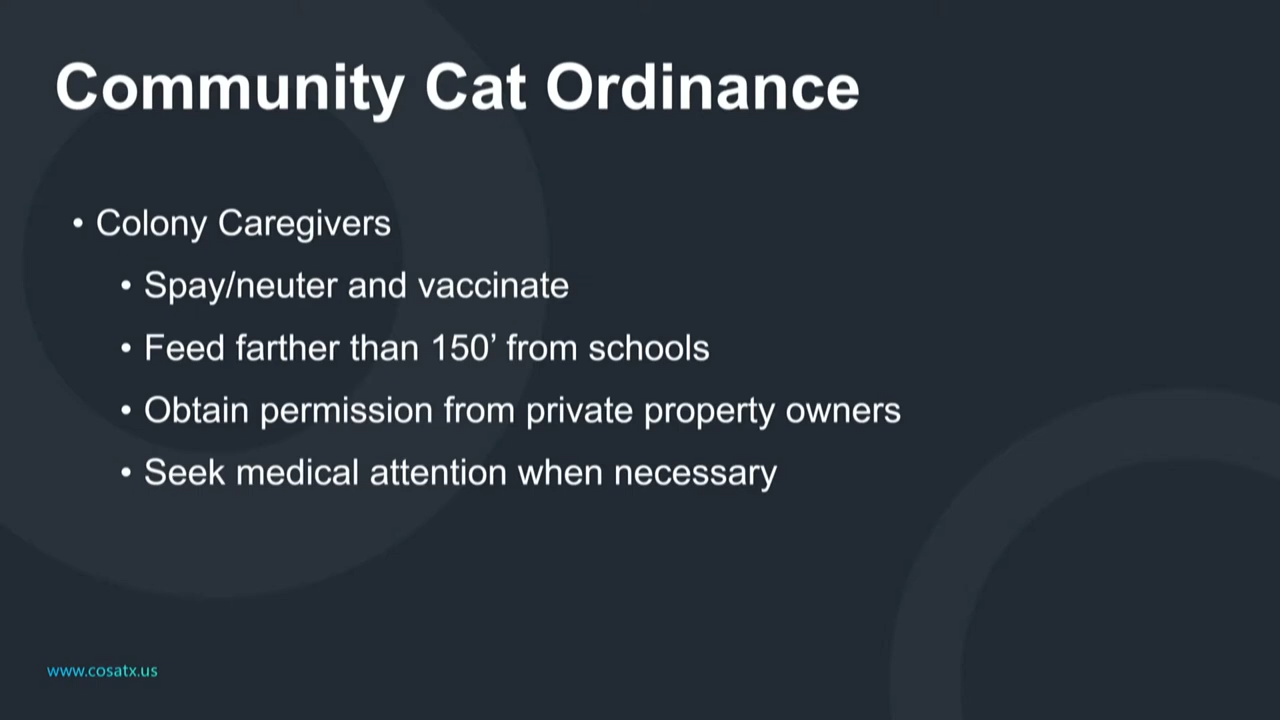 Community Cat Ordinance
• Colony Caregivers
• Spay/neuter and vaccinate
• Feed farther than 150’ from schools
• Obtain permission from private property owners
• Seek medical attention when necessary
www.cosatx.us